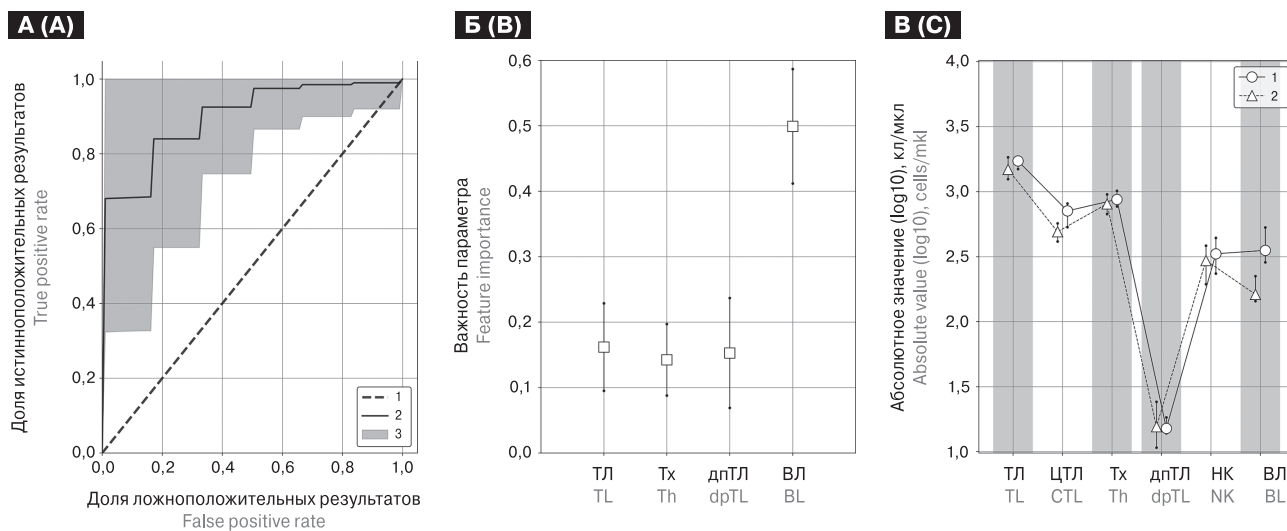 А (A)
Доля истинноположительных результатов
True positive rate
1,0
0,8
0,6
0,4
0,2
0,0
0,0 0,2 0,4 0,6 0,8 1,0
1
2
3
Доля ложноположительных результатов
False positive rate
Б (B)
Важность параметра
Feature importance
0,6
0,5
0,4
0,3
0,2
0,1
0,0
ТЛ Тх дпТЛ ВЛ
TL Th dpTL BL
В (C)
Абсолютное значение (log10), кл/мкл
Absolute value (log10), cells/mkl
4,0
3,5
3,0
2,5
2,0
1,5
1,0
1
2
ТЛ ЦТЛ Тх дпТЛ НК ВЛ
TL CTL Th dpTL NK BL